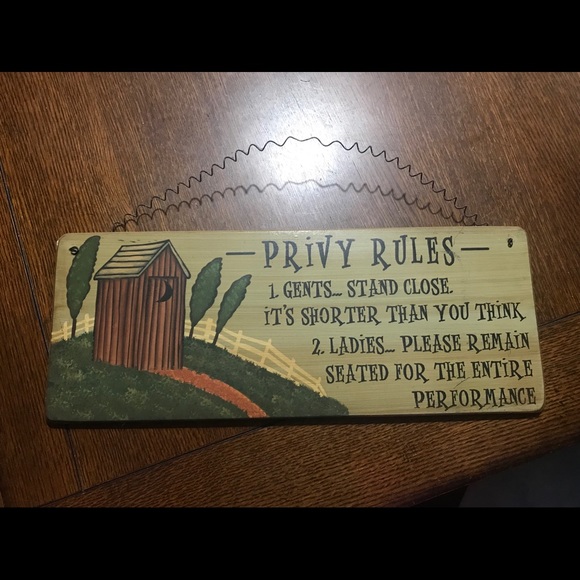 — PRIVY RULES —
1. GENTS... STAND CLOSE.
IT'S SHORTER THAN YOU THINK
2. LADIES... PLEASE REMAIN
SEATED FOR THE ENTIRE
PERFORMANCE